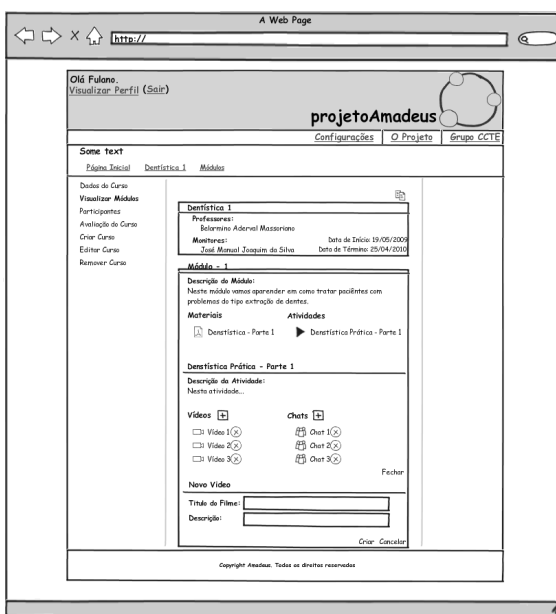 A Web Page
http://
Olá Fulano.
Visualizar Perfil (Sair)
projetoAmadeus
Configurações O Projeto Grupo CCTE
Some text
Página Inicial Dentística 1 Módulos
Dados do Curso
Visualizar Módulos
Participantes
Avaliação do Curso
Criar Curso
Editar Curso
Remover Curso
Dentística 1
Professores:
Belarmino Aderval Massoriano
Monitores: Data de Início: 19/05/2009
José Manual Joaquim da Silva Data de Término: 25/04/2010
Módulo - 1
Descrição do Módulo:
Neste módulo vamos aparender em como tratar paciêntes com
problemas do tipo extração de dentes.
Materiais Atividades
Denstística - Parte 1 Denstística Prática - Parte 1
Denstística Prática - Parte 1
Descrição da Atividade:
Nesta atividade...
Vídeos + Chats +
Vídeo 1 X Chat 1 X
Vídeo 2 X Chat 2 X
Vídeo 3 X Chat 3 X
Fechar
Novo Vídeo
Título do Filme:
Descrição:
Criar Cancelar
Copyright Amadeus. Todos os direitos reservados